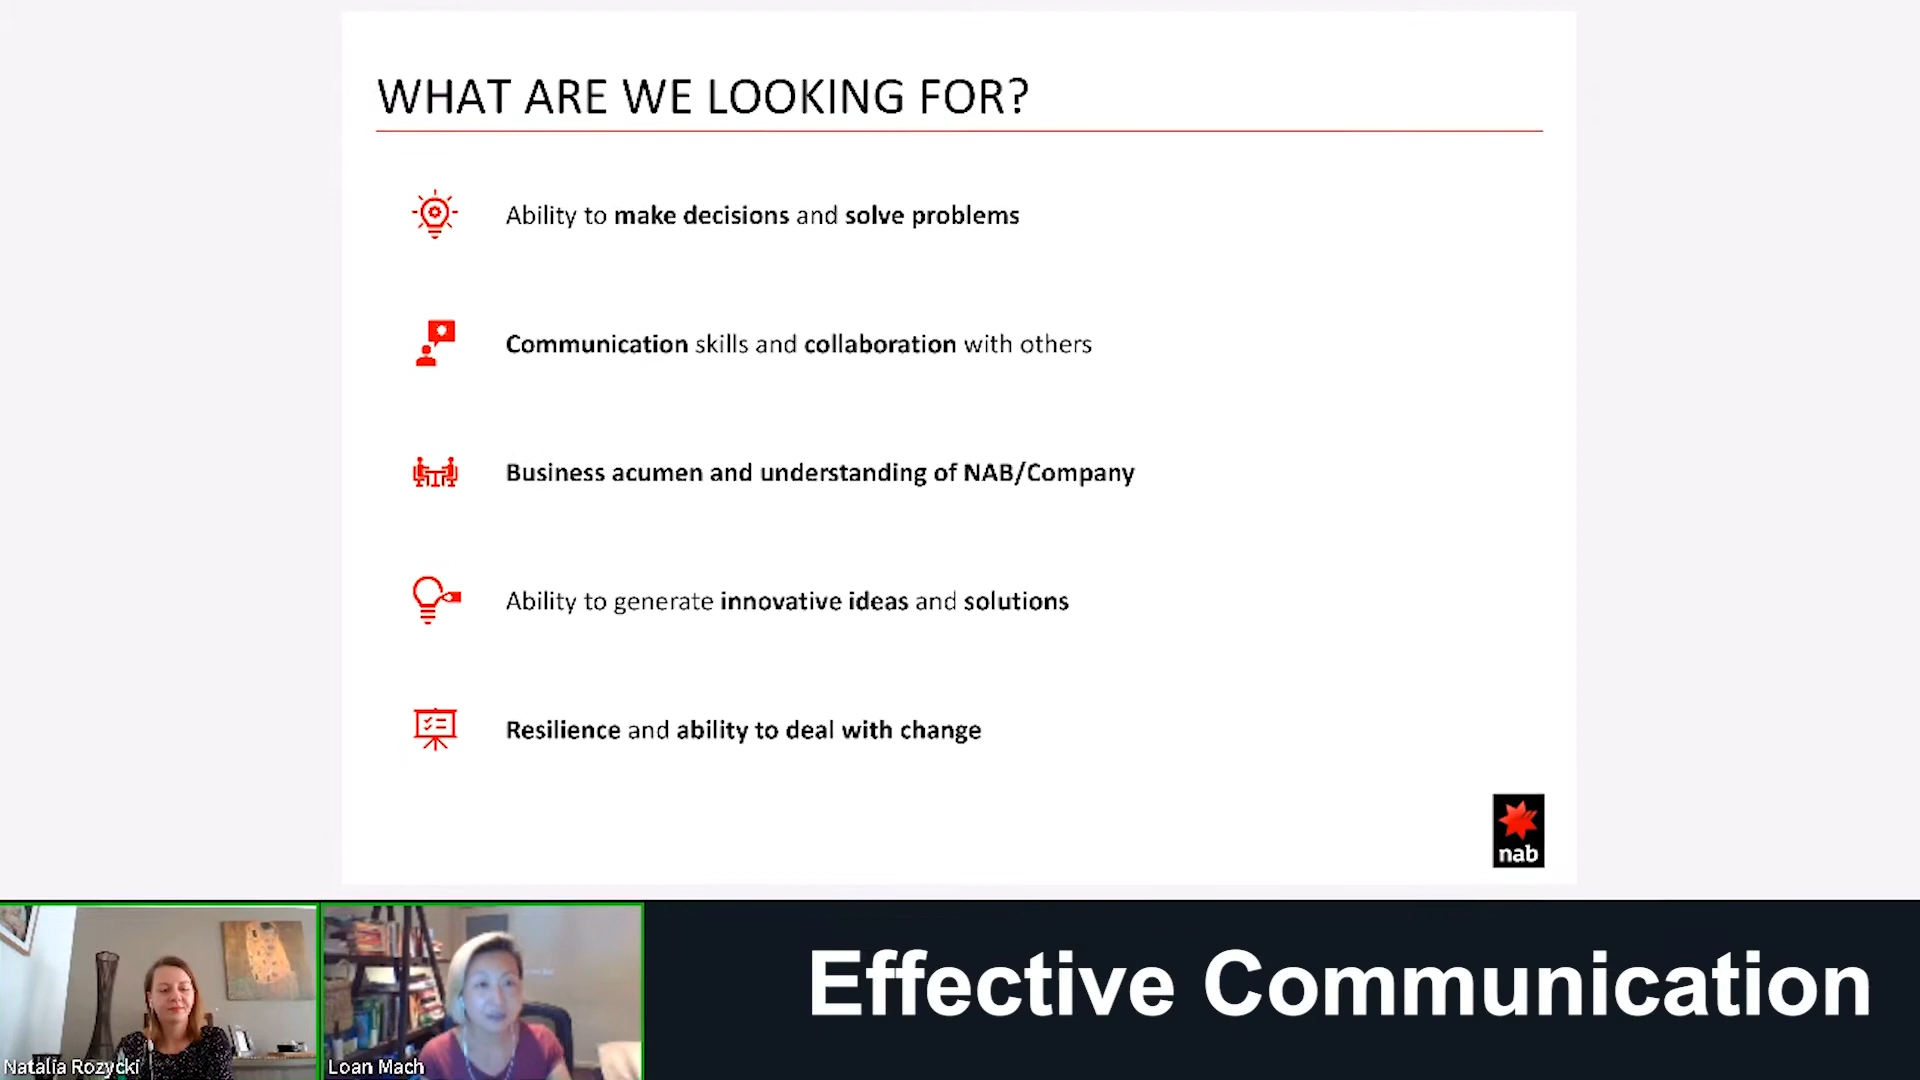 WHAT ARE WE LOOKING FOR?
Ability to make decisions and solve problems
Communication skills and collaboration with others
Business acumen and understanding of NAB/Company
Ability to generate innovative ideas and solutions
Resilience and ability to deal with change
nab
Natalia Rozycki
Loan Mach
Effective Communication